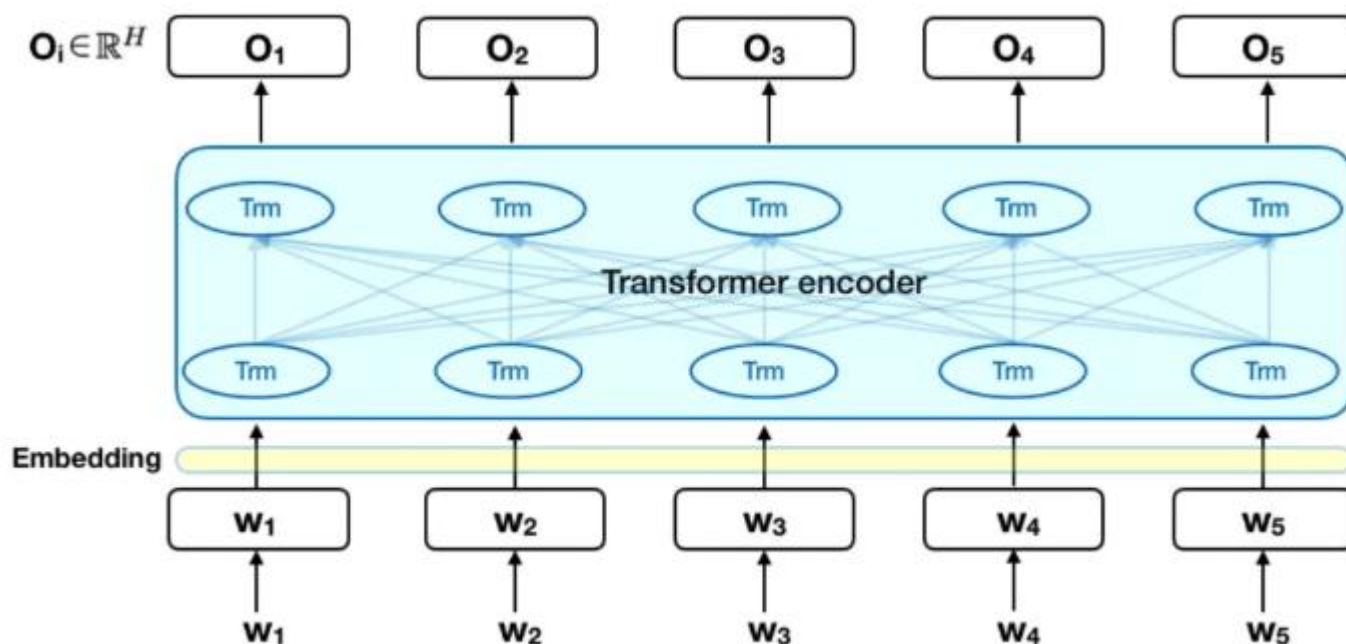 Oᵢ∈ℝᴴ O₁ O₂ O₃ O₄ O₅
Trm Trm Trm Trm Trm
Transformer encoder
Trm Trm Trm Trm Trm
Embedding
w₁ w₂ w₃ w₄ w₅
w₁ w₂ w₃ w₄ w₅